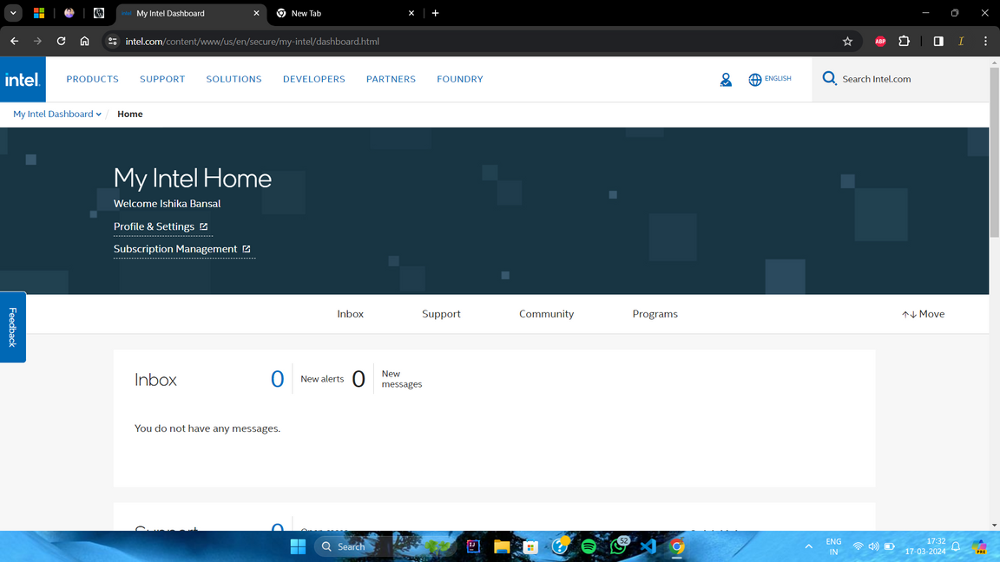 My Intel Dashboard
New Tab
intel.com/content/www/us/en/secure/my-intel/dashboard.html
ABP
I
intel.
PRODUCTS
SUPPORT
SOLUTIONS
DEVELOPERS
PARTNERS
FOUNDRY
ENGLISH
Search Intel.com
My Intel Dashboard / Home
My Intel Home
Welcome Ishika Bansal
Profile & Settings
Subscription Management
Feedback
Inbox
Support
Community
Programs
↑↓ Move
Inbox
0
New alerts
0
New
messages
You do not have any messages.
Support
0
Search
52
ENG
IN
17:32
17-03-2024
PRE